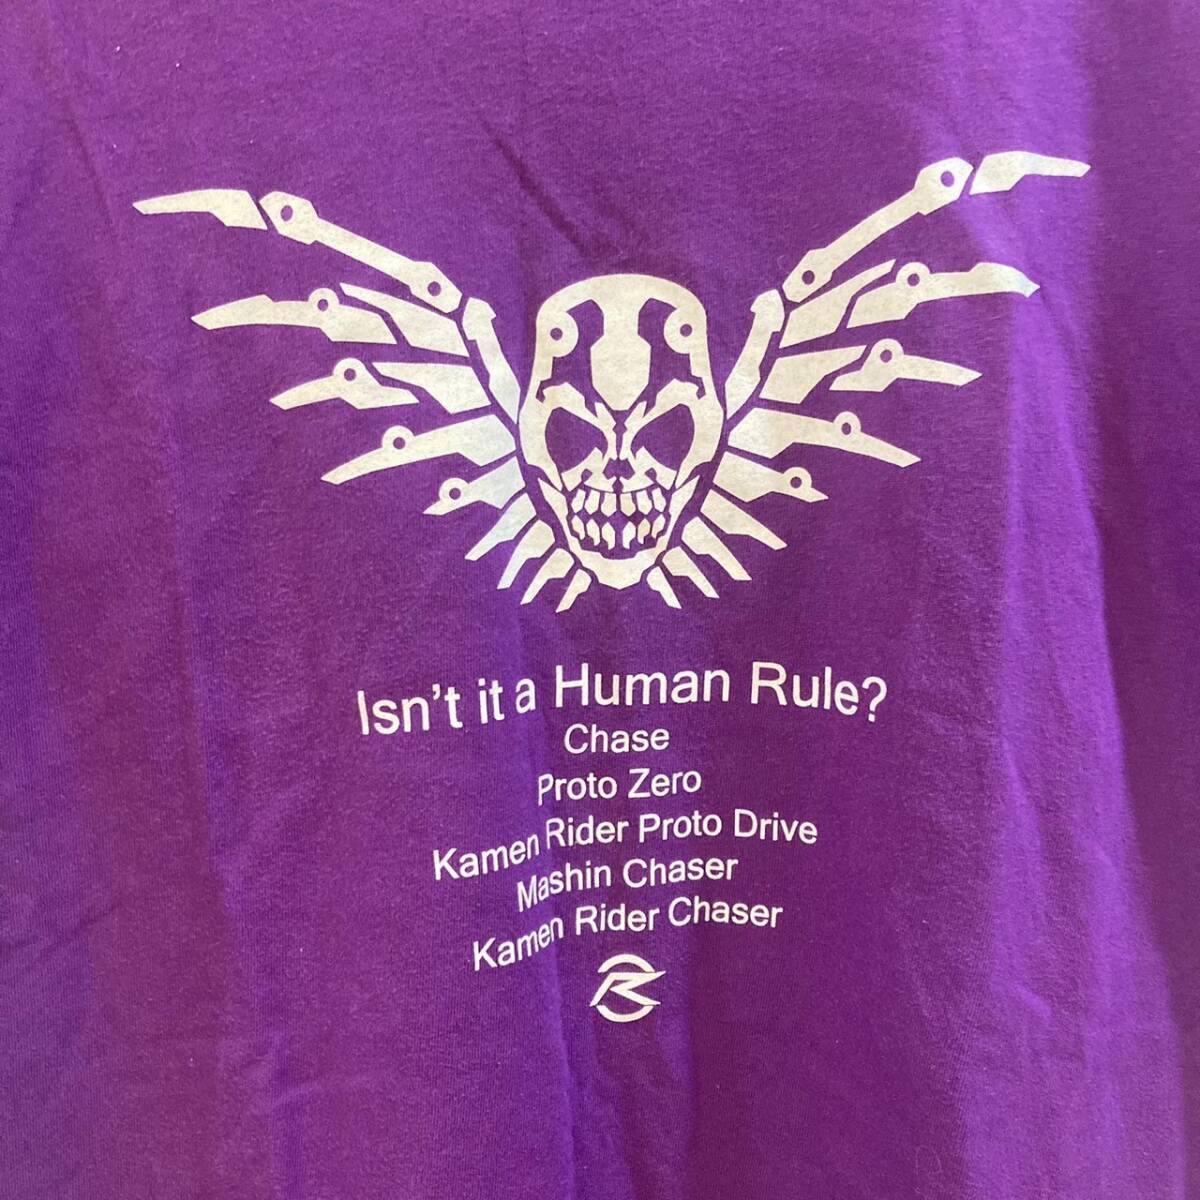 Isn't it a Human Rule?
Chase
Proto Zero
Kamen Rider Proto Drive
Mashin Chaser
Kamen Rider Chaser
R